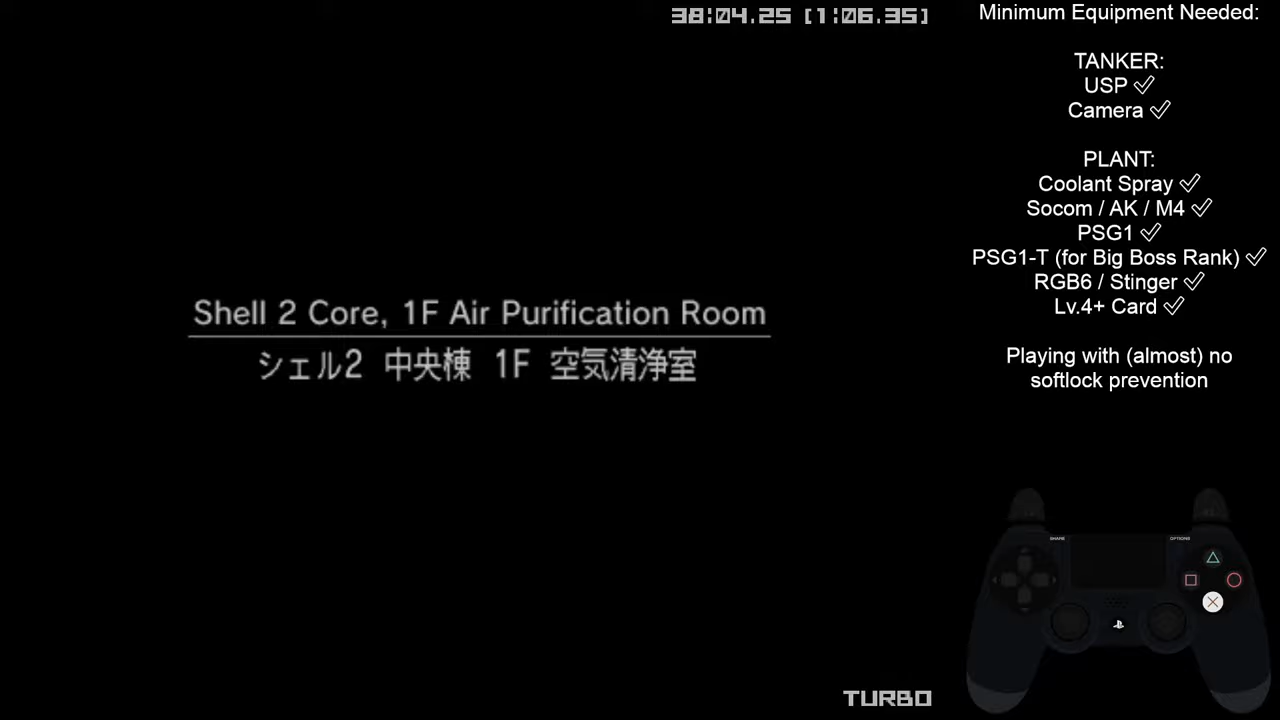 38:04.25 [1:06.35]
Minimum Equipment Needed:
TANKER:
USP ✓
Camera ✓
PLANT:
Coolant Spray ✓
Socom / AK / M4 ✓
PSG1 ✓
PSG1-T (for Big Boss Rank) ✓
RGB6 / Stinger ✓
Lv.4+ Card ✓
Playing with (almost) no
softlock prevention
Shell 2 Core, 1F Air Purification Room
シェル2 中央棟 1F 空気清浄室
SHARE
OPTIONS
TURBO